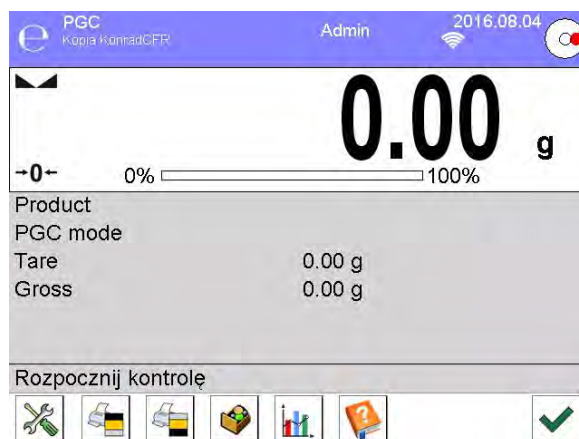 PGC
Kopia KonradCFR
Admin
2016.08.04
0.00 g
→0← 0% 100%
Product
PGC mode
Tare 0.00 g
Gross 0.00 g
Rozpocznij kontrolę